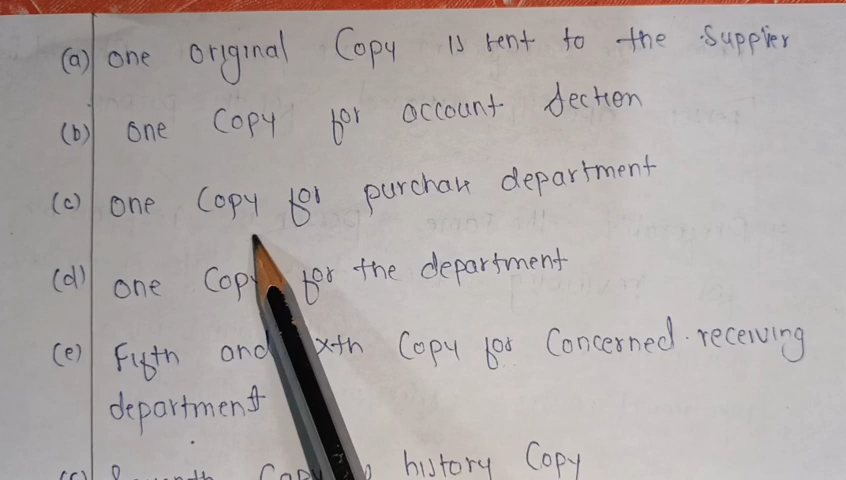 (a) one original Copy is sent to the Supplier
(b) one Copy for account Section
(c) one Copy for purchase department
(d) one Copy for the department
(e) Fifth and xth Copy for Concerned receiving
department
Copy history Copy